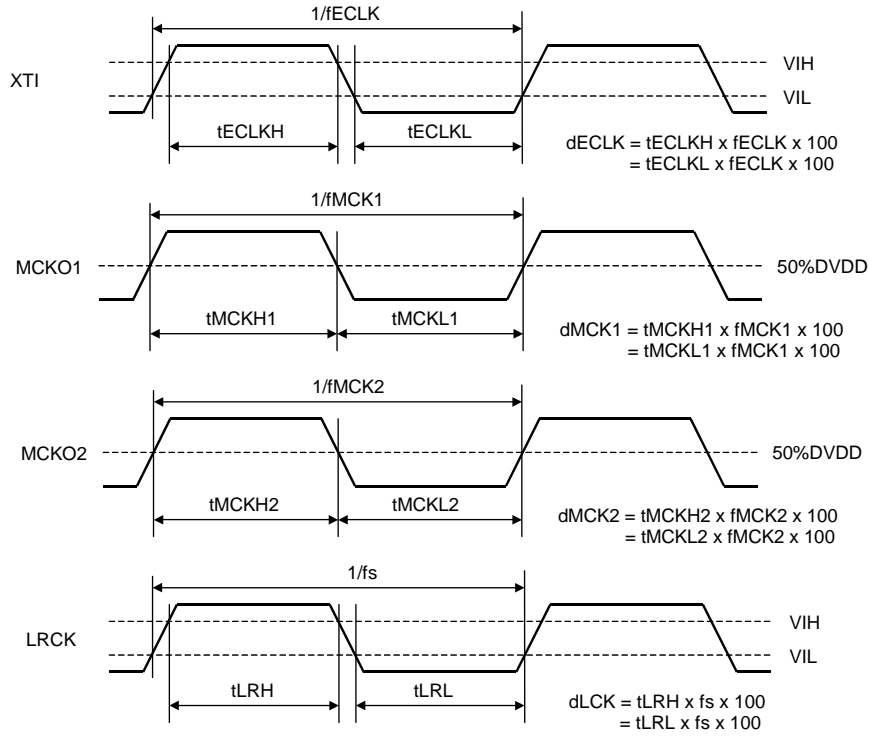 1/fECLK
XTI
VIH
VIL
tECLKH
tECLKL
dECLK = tECLKH x fECLK x 100
= tECLKL x fECLK x 100
1/fMCK1
MCKO1
50%DVDD
tMCKH1
tMCKL1
dMCK1 = tMCKH1 x fMCK1 x 100
= tMCKL1 x fMCK1 x 100
1/fMCK2
MCKO2
50%DVDD
tMCKH2
tMCKL2
dMCK2 = tMCKH2 x fMCK2 x 100
= tMCKL2 x fMCK2 x 100
1/fs
LRCK
VIH
VIL
tLRH
tLRL
dLCK = tLRH x fs x 100
= tLRL x fs x 100